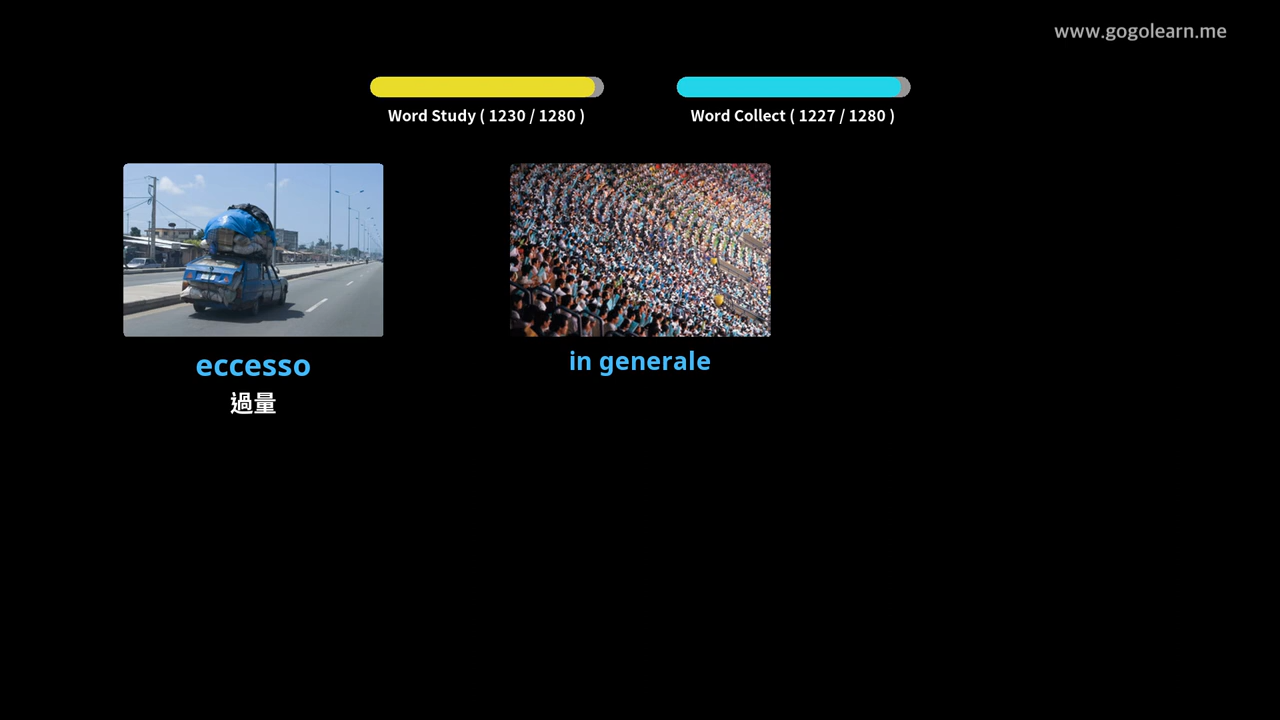 www.gogolearn.me
Word Study ( 1230 / 1280 )
Word Collect ( 1227 / 1280 )
eccesso
過量
in generale